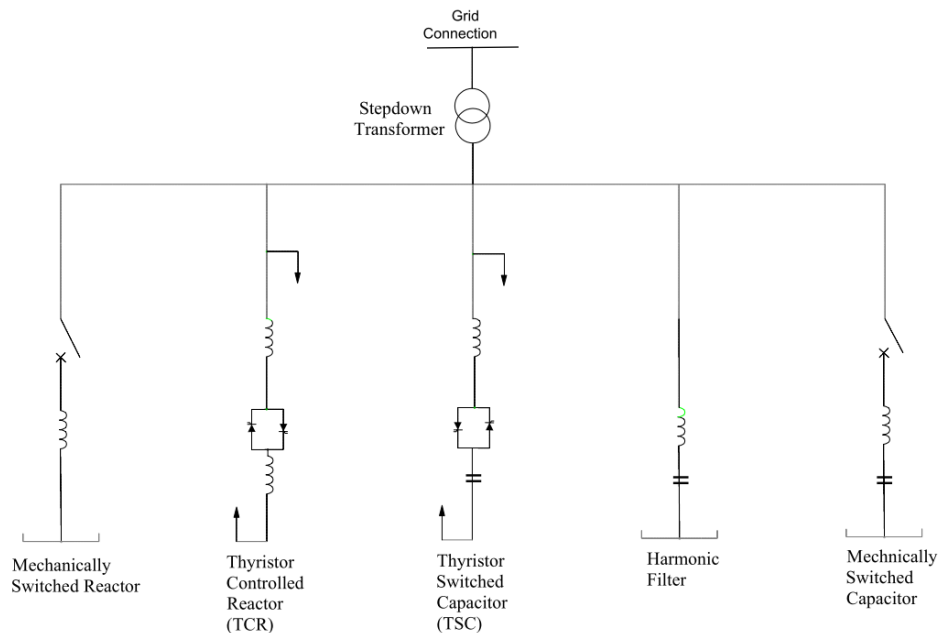 Grid
Connection
Stepdown
Transformer
Mechanically
Switched Reactor
Thyristor
Controlled
Reactor
(TCR)
Thyristor
Switched
Capacitor
(TSC)
Harmonic
Filter
Mechnically
Switched
Capacitor